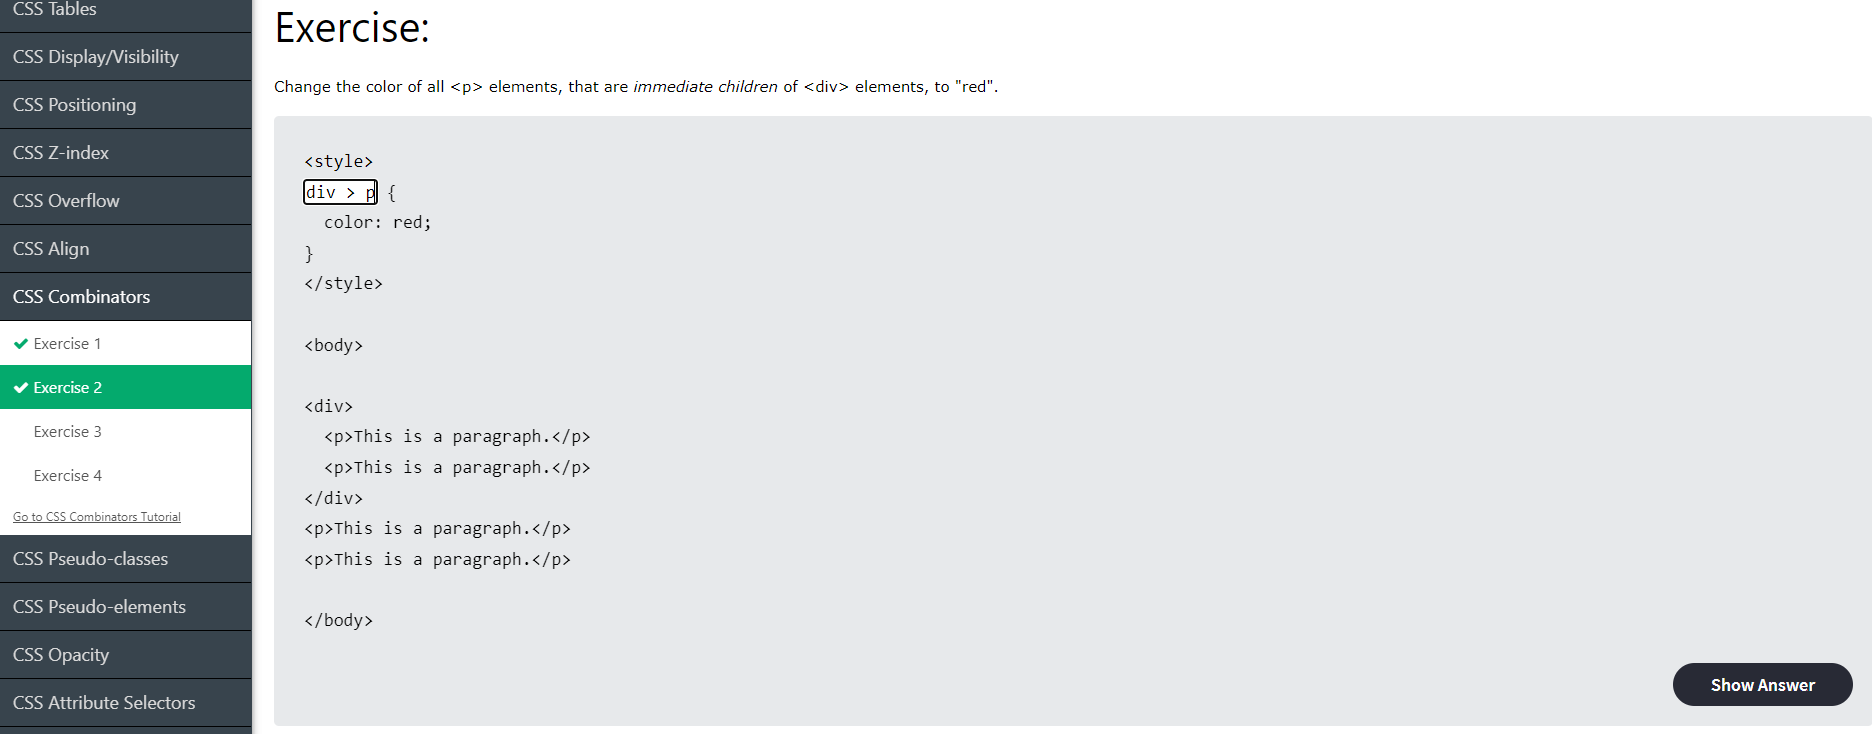 CSS Tables
CSS Display/Visibility
CSS Positioning
CSS Z-index
CSS Overflow
CSS Align
CSS Combinators
Exercise 1
Exercise 2
Exercise 3
Exercise 4
Go to CSS Combinators Tutorial
CSS Pseudo-classes
CSS Pseudo-elements
CSS Opacity
CSS Attribute Selectors
Exercise:
Change the color of all <p> elements, that are immediate children of <div> elements, to "red".
<style>
div > p {
  color: red;
}
</style>

<body>

<div>
  <p>This is a paragraph.</p>
  <p>This is a paragraph.</p>
</div>
<p>This is a paragraph.</p>
<p>This is a paragraph.</p>

</body>
Show Answer